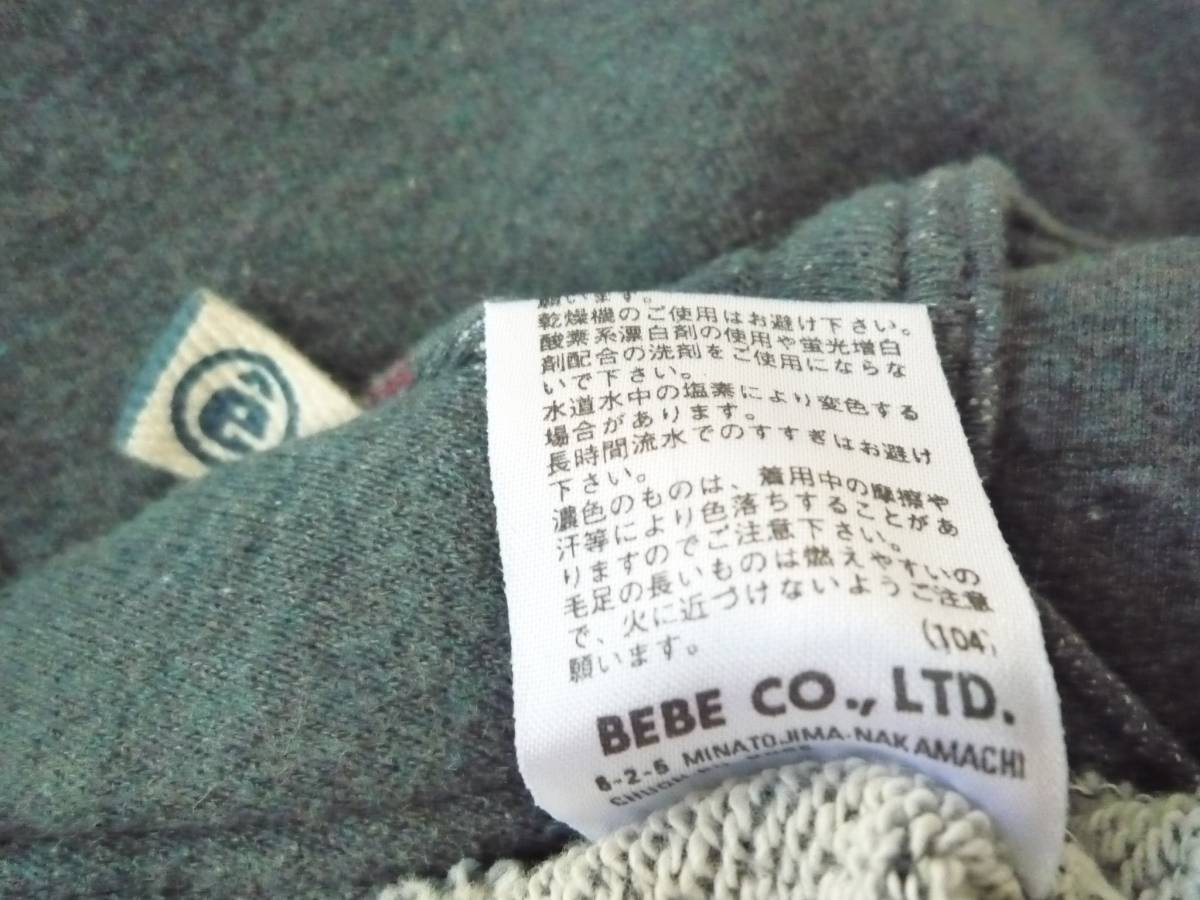 願います。
乾燥機のご使用はお避け下さい。
酸素系漂白剤の使用や蛍光増白
剤配合の洗剤をご使用にならな
いで下さい。
水道水中の塩素により変色する
場合があります。
長時間流水でのすすぎはお避け
下さい。
濃色のものは、着用中の摩擦や
汗等により色落ちすることがあ
りますのでご注意下さい。
毛足の長いものは燃えやすいの
で、火に近づけないようご注意
願います。
(104)
BEBE CO., LTD.
6-2-5 MINATOJIMA-NAKAMACHI